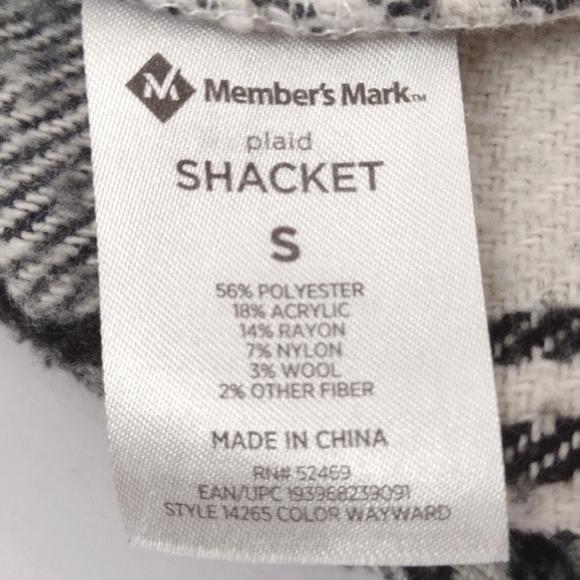 Member's Mark™
plaid
SHACKET
S
56% POLYESTER
18% ACRYLIC
14% RAYON
7% NYLON
3% WOOL
2% OTHER FIBER
MADE IN CHINA
RN# 52469
EAN/UPC 193968239091
STYLE 14265 COLOR WAYWARD